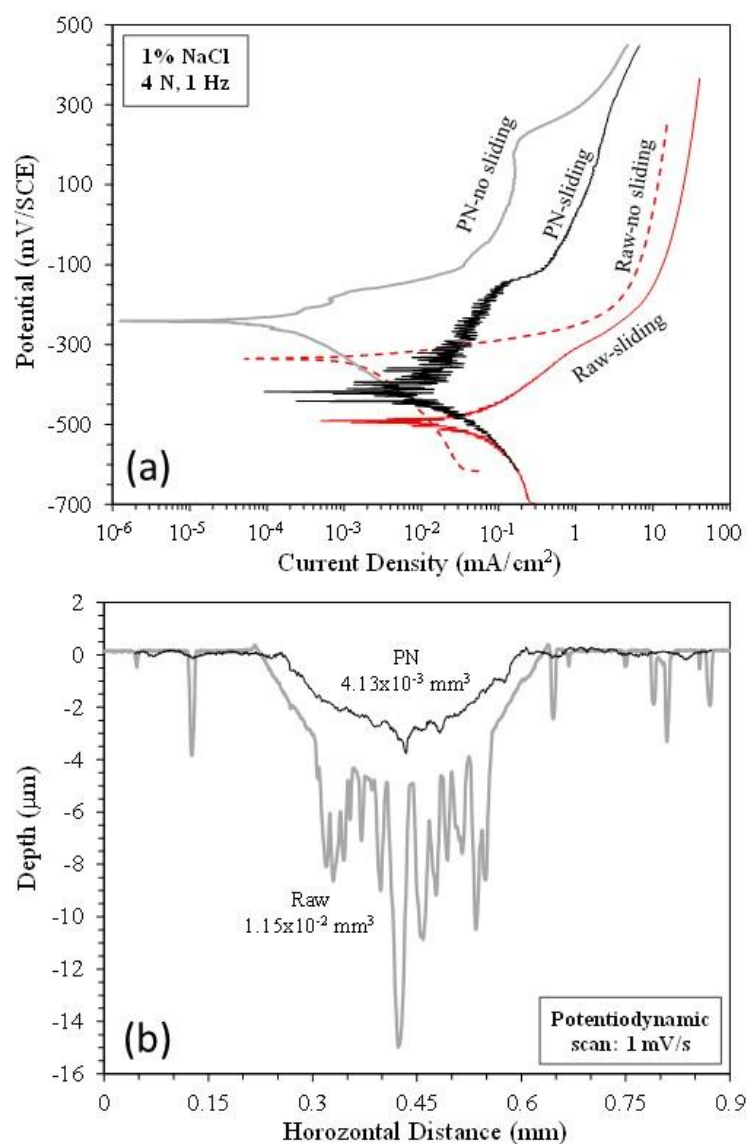 500
300
100
-100
-300
-500
-700
Potential (mV/SCE)
1% NaCl
4 N, 1 Hz
PN-no sliding
PN-sliding
Raw-no sliding
Raw-sliding
(a)
10⁻⁶ 10⁻⁵ 10⁻⁴ 10⁻³ 10⁻² 10⁻¹ 1 10 100
Current Density (mA/cm²)
2
0
-2
-4
-6
-8
-10
-12
-14
-16
Depth (μm)
PN
4.13x10⁻³ mm³
Raw
1.15x10⁻² mm³
(b)
Potentiodynamic
scan: 1 mV/s
0 0.15 0.3 0.45 0.6 0.75 0.9
Horozontal Distance (mm)